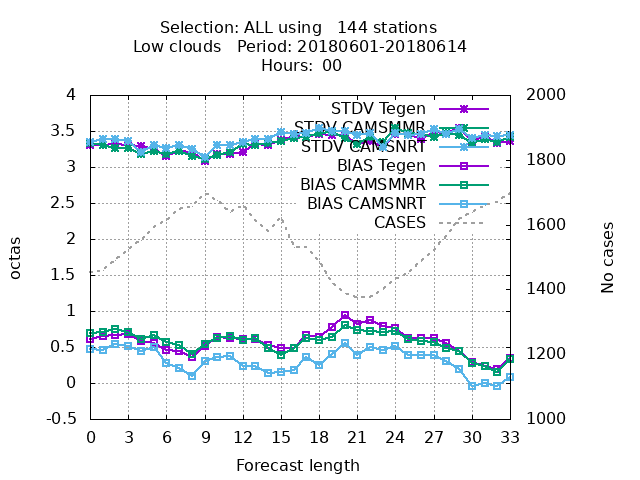 Selection: ALL using   144 stations
Low clouds   Period: 20180601-20180614
Hours:  00
4
3.5
3
2.5
2
1.5
1
0.5
0
-0.5
octas
2000
1800
1600
1400
1200
1000
No cases
STDV Tegen
STDV CAMSMMR
STDV CAMSNRT
BIAS Tegen
BIAS CAMSMMR
BIAS CAMSNRT
CASES
0 3 6 9 12 15 18 21 24 27 30 33
Forecast length